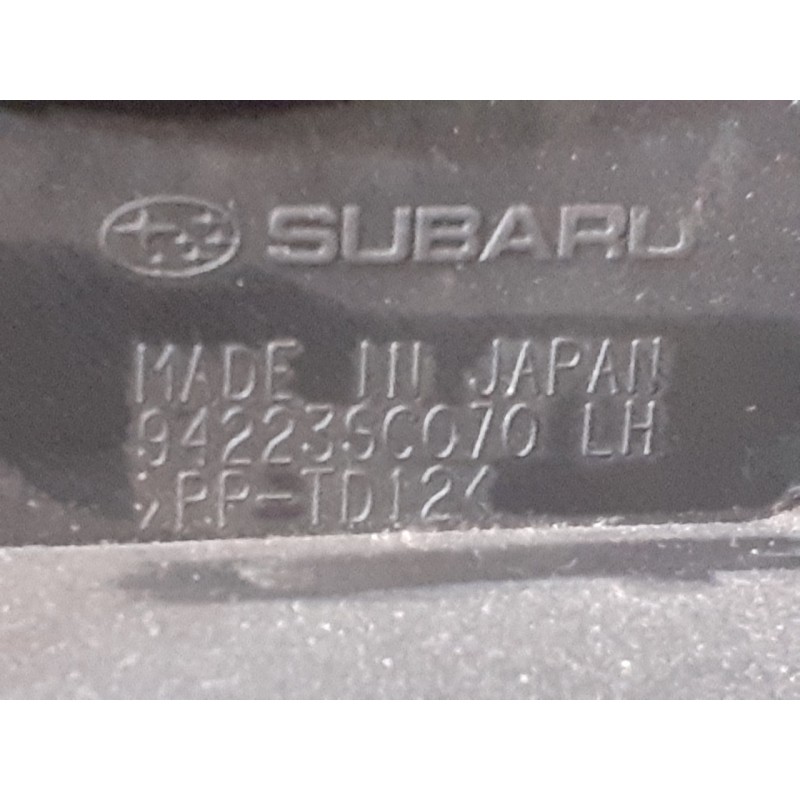 SUBARU
MADE IN JAPAN
94223SC070 LH
>PP-TD12<